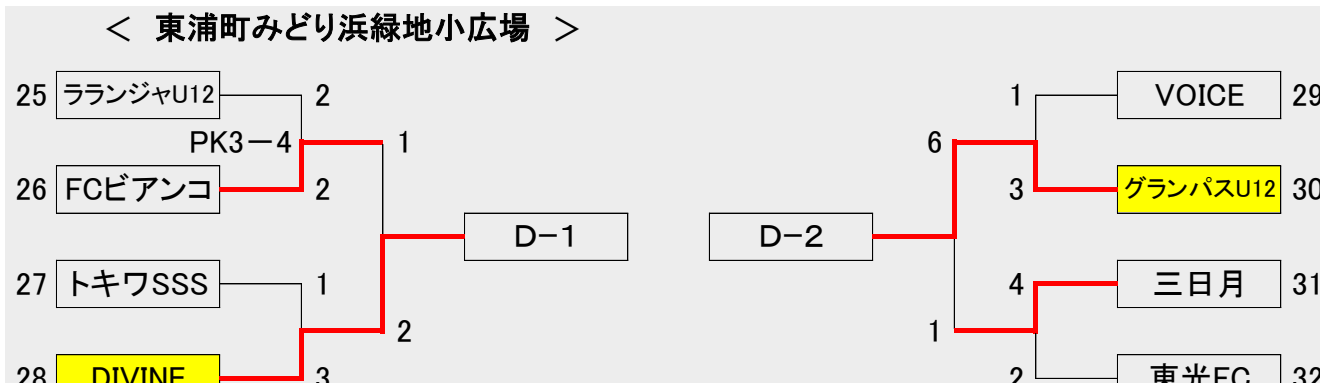 ＜ 東浦町みどり浜緑地小広場 ＞
25 ラランジャU12 2
PK3－4 1
26 FCビアンコ 2
D－1
27 トキワSSS 1
2
28 DIVINE 3
1 VOICE 29
6
3 グランパスU12 30
D－2
4 三日月 31
1
2 東光FC 32